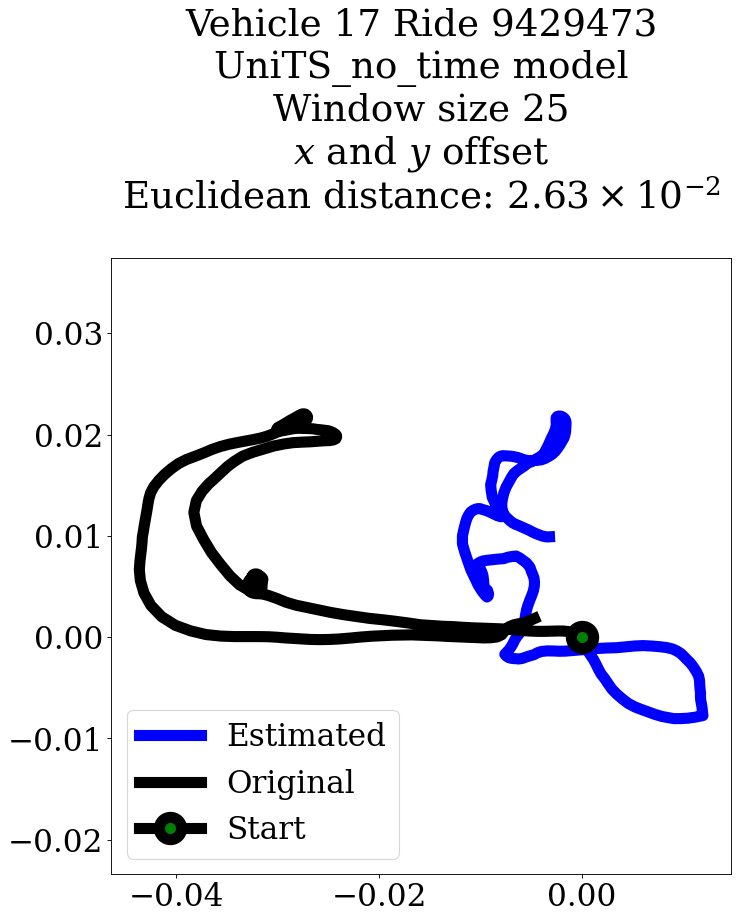 Vehicle 17 Ride 9429473
UniTS_no_time model
Window size 25
x and y offset
Euclidean distance: 2.63 × 10⁻²
0.03
0.02
0.01
0.00
−0.01
−0.02
Estimated
Original
Start
−0.04
−0.02
0.00